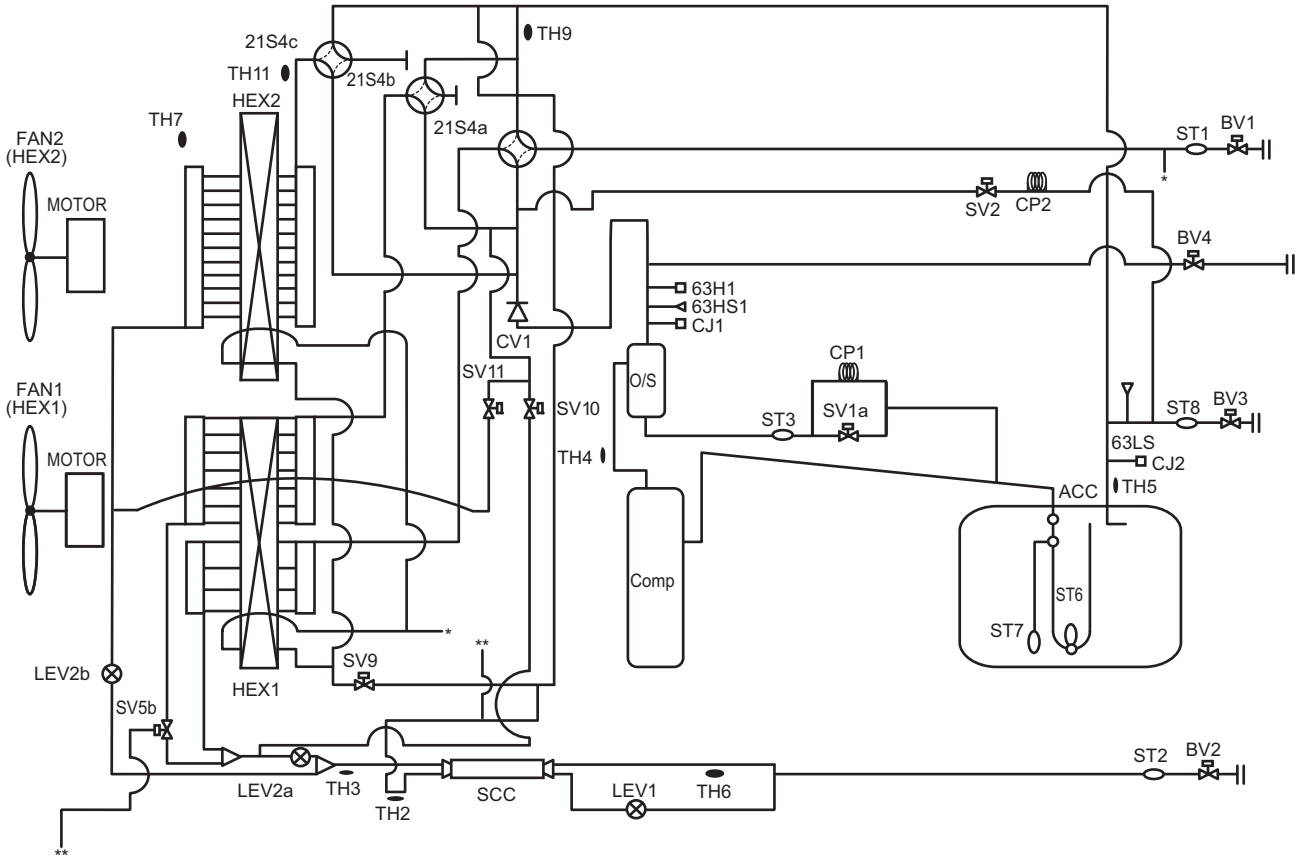 21S4c
TH9
TH11
21S4b
HEX2
21S4a
TH7
FAN2
(HEX2)
MOTOR
ST1
BV1
*
SV2
CP2
BV4
63H1
63HS1
CJ1
CV1
O/S
CP1
SV11
SV10
FAN1
(HEX1)
MOTOR
ST3
SV1a
ST8
BV3
63LS
CJ2
TH4
ACC
TH5
Comp
ST6
ST7
*
**
LEV2b
HEX1
SV9
SV5b
LEV2a
TH3
TH2
SCC
LEV1
TH6
ST2
BV2
**